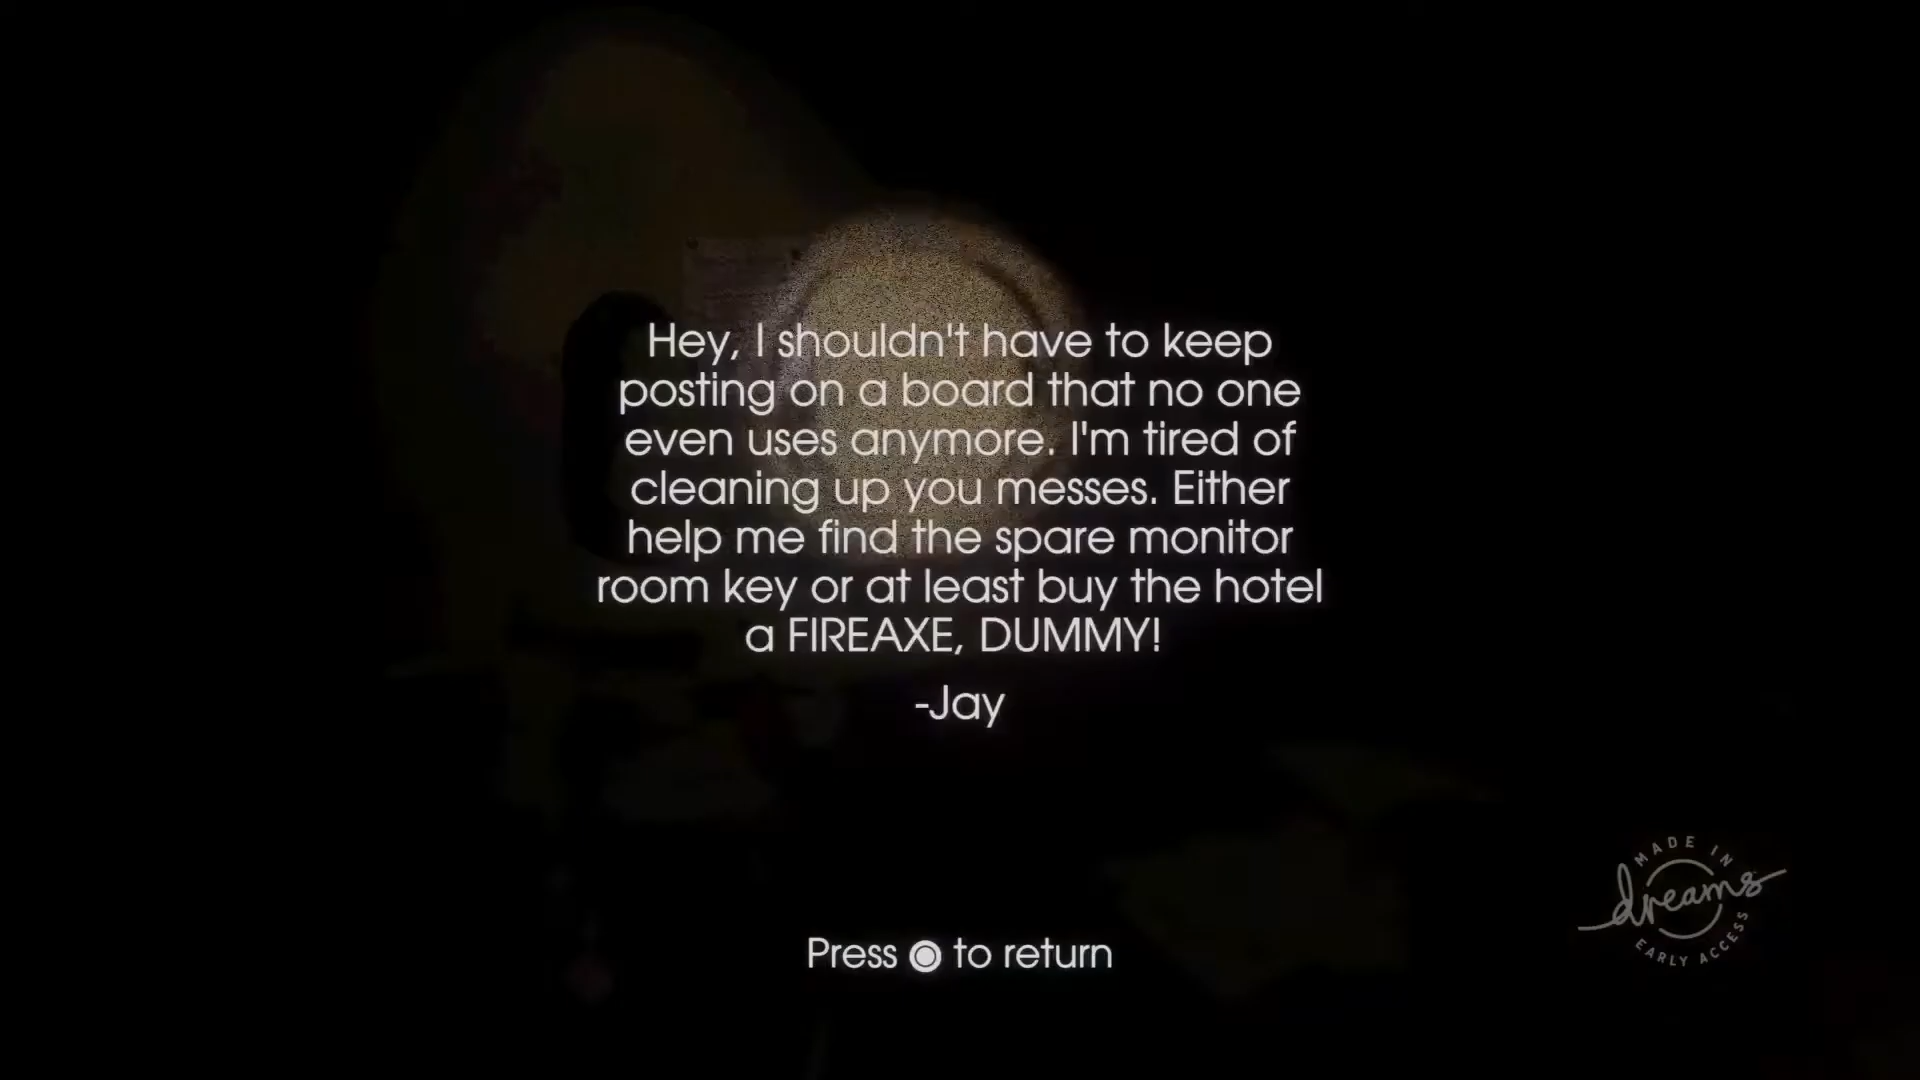 Hey, I shouldn't have to keep
posting on a board that no one
even uses anymore. I'm tired of
cleaning up you messes. Either
help me find the spare monitor
room key or at least buy the hotel
a FIREAXE, DUMMY!
-Jay
MADE IN
dreams
EARLY ACCESS
Press to return